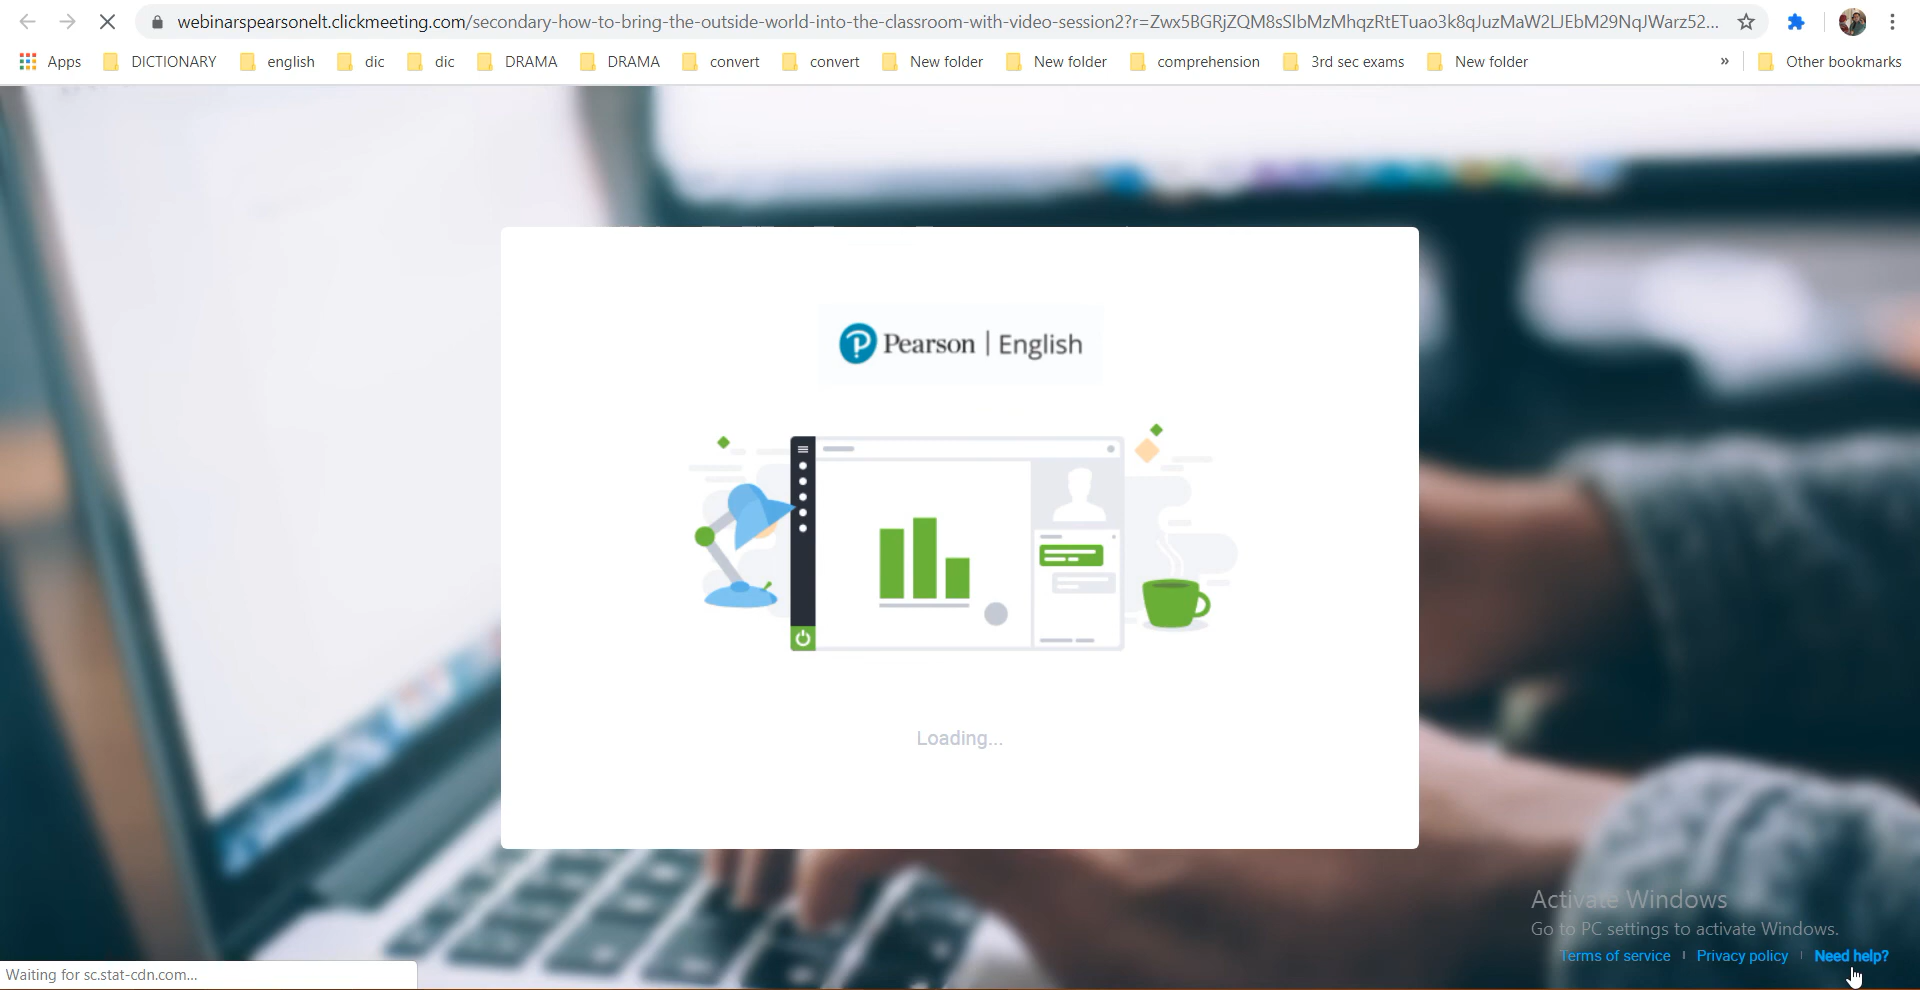 webinarspearsonelt.clickmeeting.com/secondary-how-to-bring-the-outside-world-into-the-classroom-with-video-session2?r=Zwx5BGRjZQM8sSIbMzMhqzRtETuao3k8qJuzMaW2LJEbM29NqJWarz52...
Apps DICTIONARY english dic dic DRAMA DRAMA convert convert New folder New folder comprehension 3rd sec exams New folder » Other bookmarks
Pearson | English
Loading...
Activate Windows
Go to PC settings to activate Windows.
Terms of service | Privacy policy | Need help?
Waiting for sc.stat-cdn.com...